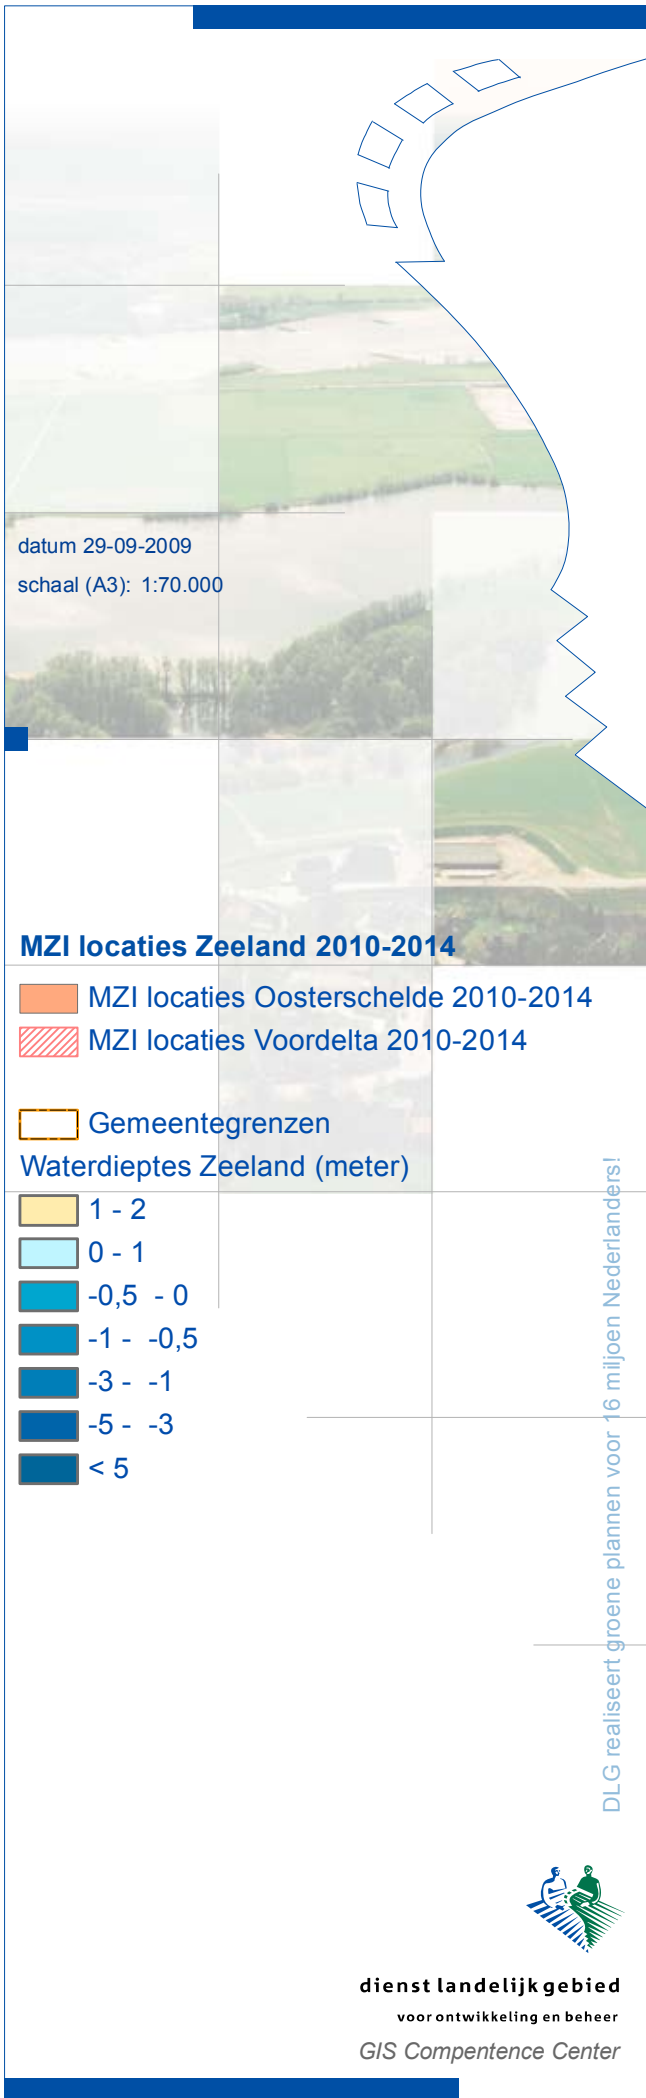 datum 29-09-2009
schaal (A3): 1:70.000
MZI locaties Zeeland 2010-2014
MZI locaties Oosterschelde 2010-2014
MZI locaties Voordelta 2010-2014
Gemeentegrenzen
Waterdieptes Zeeland (meter)
1 - 2
0 - 1
-0,5 - 0
-1 - -0,5
-3 - -1
-5 - -3
< 5
DLG realiseert groene plannen voor 16 miljoen Nederlanders!
dienst landelijk gebied
voor ontwikkeling en beheer
GIS Compentence Center